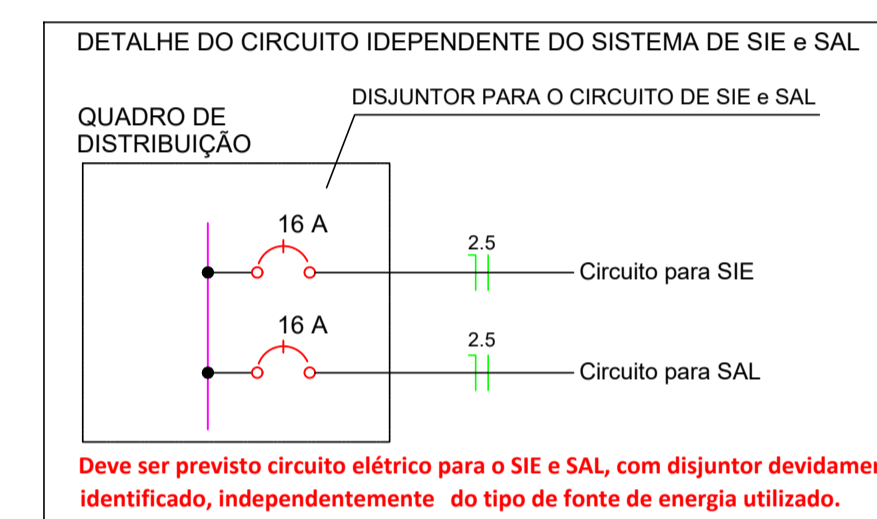 DETALHE DO CIRCUITO IDEPENDENTE DO SISTEMA DE SIE e SAL
DISJUNTOR PARA O CIRCUITO DE SIE e SAL
QUADRO DE
DISTRIBUIÇÃO
16 A
2.5
Circuito para SIE
16 A
2.5
Circuito para SAL
Deve ser previsto circuito elétrico para o SIE e SAL, com disjuntor
identificado, independentemente do tipo de fonte de energia utilizado.